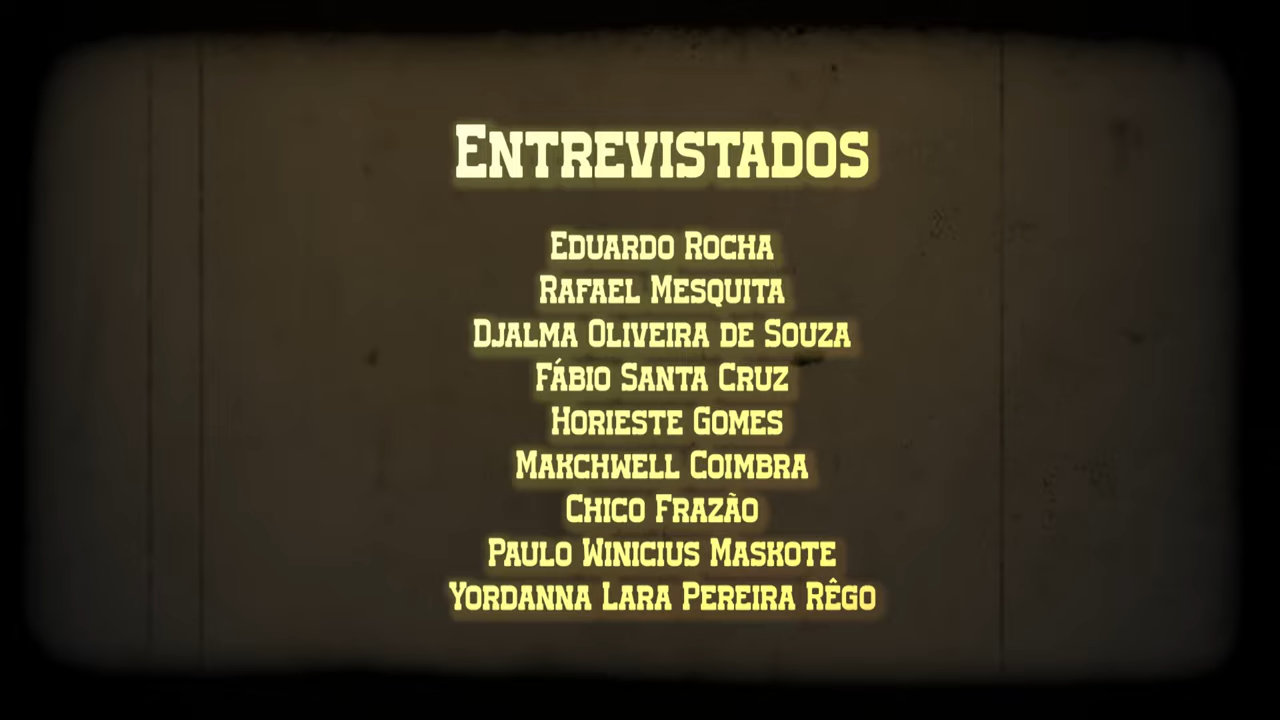 Entrevistados
Eduardo Rocha
Rafael Mesquita
Djalma Oliveira de Souza
Fábio Santa Cruz
Horieste Gomes
Makchwell Coimbra
Chico Frazão
Paulo Winicius Maskote
Yordanna Lara Pereira Rêgo